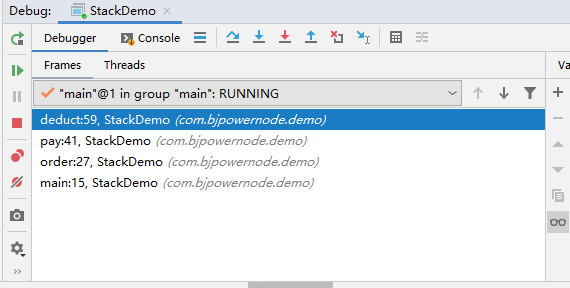 Debug: StackDemo
Debugger Console
Frames Threads Va
"main"@1 in group "main": RUNNING
deduct:59, StackDemo (com.bjpowernode.demo)
pay:41, StackDemo (com.bjpowernode.demo)
order:27, StackDemo (com.bjpowernode.demo)
main:15, StackDemo (com.bjpowernode.demo)